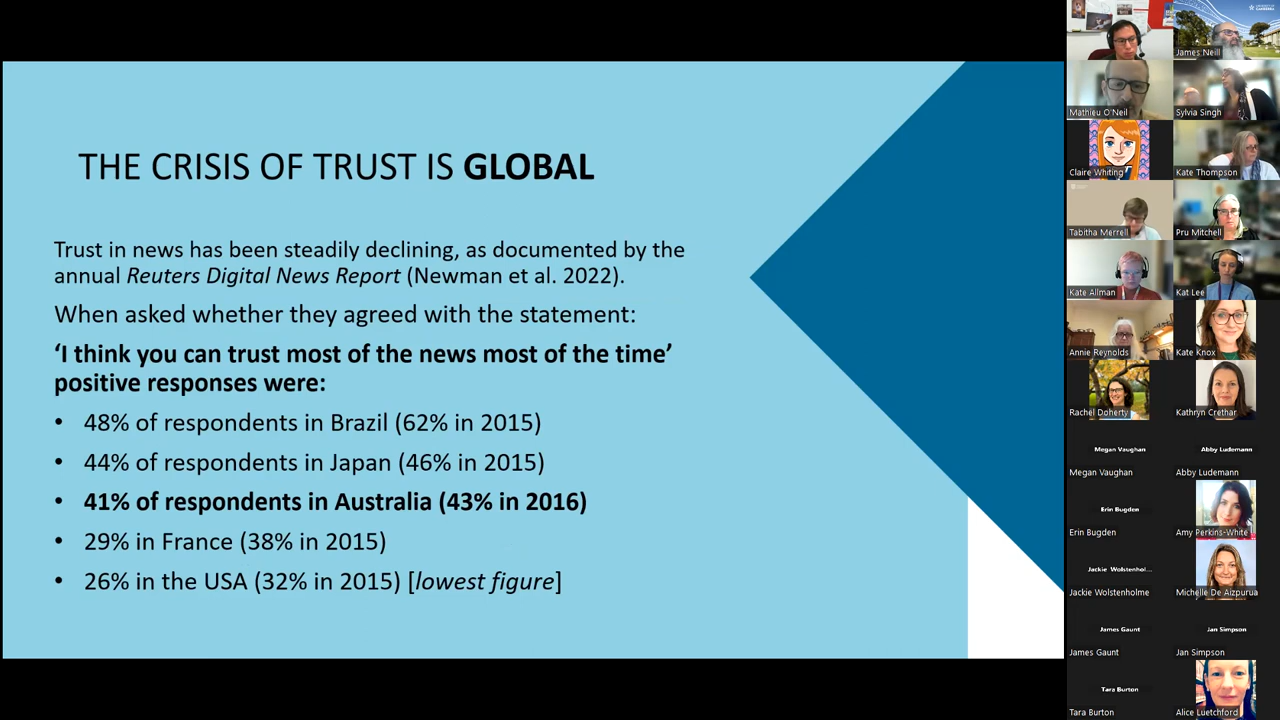 THE CRISIS OF TRUST IS GLOBAL
Trust in news has been steadily declining, as documented by the
annual Reuters Digital News Report (Newman et al. 2022).
When asked whether they agreed with the statement:
‘I think you can trust most of the news most of the time’
positive responses were:
• 48% of respondents in Brazil (62% in 2015)
• 44% of respondents in Japan (46% in 2015)
• 41% of respondents in Australia (43% in 2016)
• 29% in France (38% in 2015)
• 26% in the USA (32% in 2015) [lowest figure]
James Neill
Mathieu O'Neil
Sylvia Singh
Claire Whiting
Kate Thompson
Tabitha Merrell
Pru Mitchell
Kate Allman
Kat Lee
Annie Reynolds
Kate Knox
Rachel Doherty
Kathryn Crethar
Megan Vaughan
Abby Ludemann
Megan Vaughan
Abby Ludemann
Erin Bugden
Erin Bugden
Amy Perkins-White
Jackie Wolstenhol...
Jackie Wolstenholme
Michelle De Aizpurua
James Gaunt
Jan Simpson
James Gaunt
Jan Simpson
Tara Burton
Tara Burton
Alice Luetchford